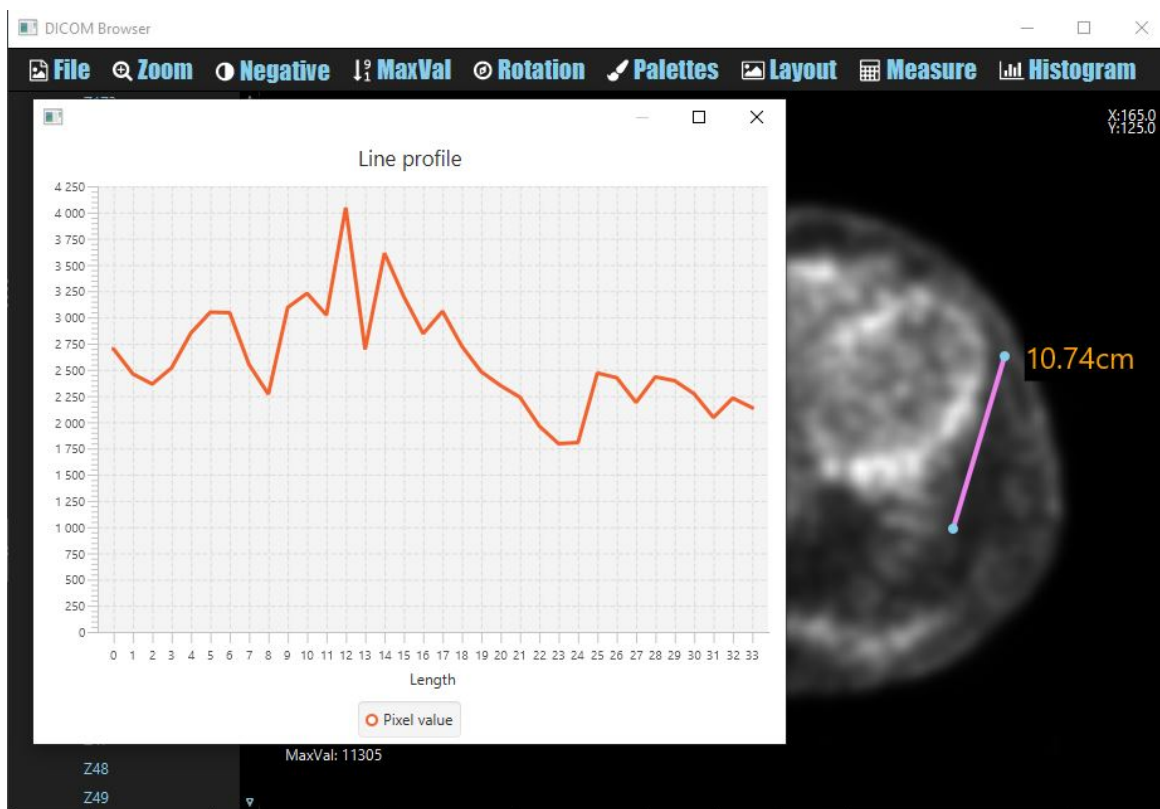 DICOM Browser
File Zoom Negative MaxVal Rotation Palettes Layout Measure Histogram
X:165.0
Y:125.0
Line profile
4 250
4 000
3 750
3 500
3 250
3 000
2 750
2 500
2 250
2 000
1 750
1 500
1 250
1 000
750
500
250
0
0 1 2 3 4 5 6 7 8 9 10 11 12 13 14 15 16 17 18 19 20 21 22 23 24 25 26 27 28 29 30 31 32 33
Length
Pixel value
10.74cm
MaxVal: 11305
Z48
Z49